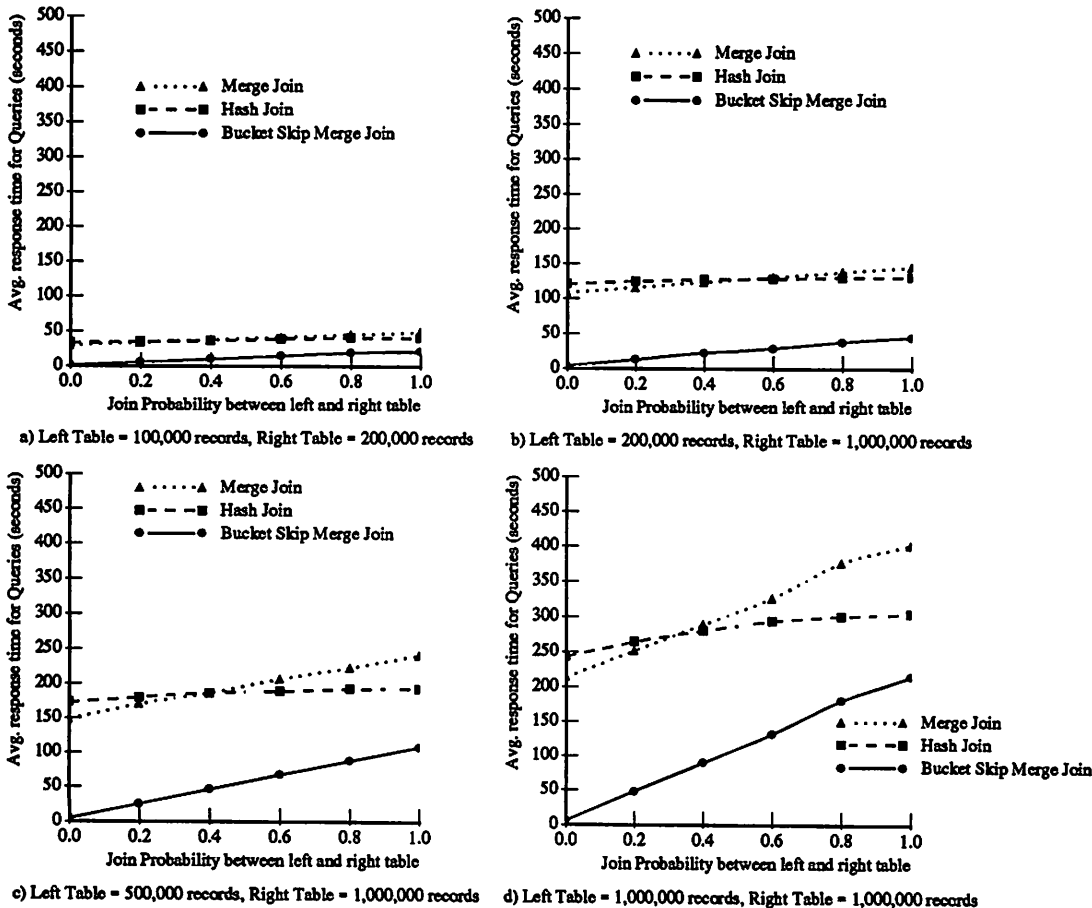 Avg. response time for Queries (seconds)
500
450
400
350
300
250
200
150
100
50
0
Merge Join
Hash Join
Bucket Skip Merge Join
0.0 0.2 0.4 0.6 0.8 1.0
Join Probability between left and right table
a) Left Table = 100,000 records, Right Table = 200,000 records
Avg. response time for Queries (seconds)
500
450
400
350
300
250
200
150
100
50
0
Merge Join
Hash Join
Bucket Skip Merge Join
0.0 0.2 0.4 0.6 0.8 1.0
Join Probability between left and right table
b) Left Table = 200,000 records, Right Table = 1,000,000 records
Avg. response time for Queries (seconds)
500
450
400
350
300
250
200
150
100
50
0
Merge Join
Hash Join
Bucket Skip Merge Join
0.0 0.2 0.4 0.6 0.8 1.0
Join Probability between left and right table
c) Left Table = 500,000 records, Right Table = 1,000,000 records
Avg. response time for Queries (seconds)
500
450
400
350
300
250
200
150
100
50
0
Merge Join
Hash Join
Bucket Skip Merge Join
0.0 0.2 0.4 0.6 0.8 1.0
Join Probability between left and right table
d) Left Table = 1,000,000 records, Right Table = 1,000,000 records